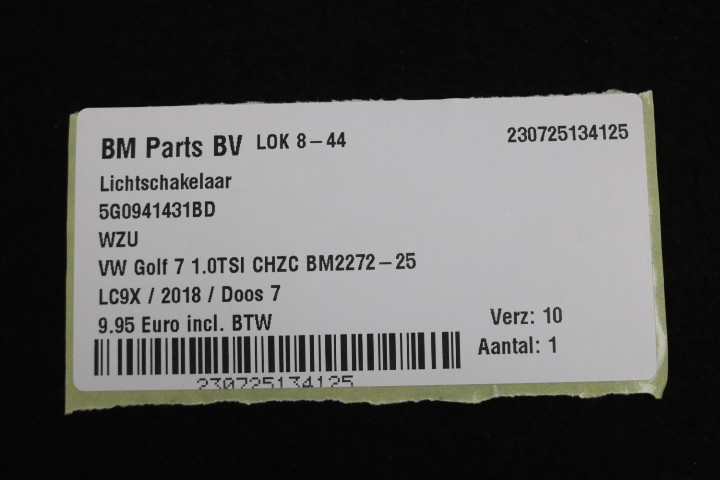 BM Parts BV LOK 8-44 230725134125
Lichtschakelaar
5G0941431BD
WZU
VW Golf 7 1.0TSI CHZC BM2272-25
LC9X / 2018 / Doos 7
9.95 Euro incl. BTW Verz: 10
Aantal: 1
230725134125